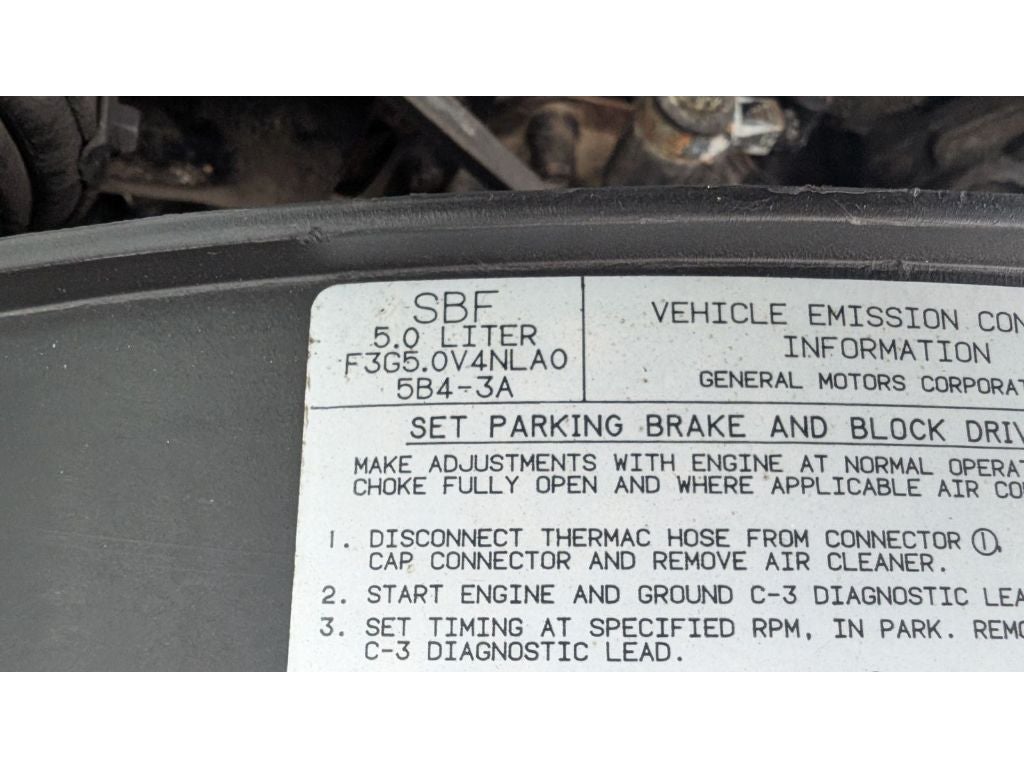 SBF
5.0 LITER
F3G5.0V4NLA0
5B4-3A
VEHICLE EMISSION CON
INFORMATION
GENERAL MOTORS CORPORAT
SET PARKING BRAKE AND BLOCK DRIV
MAKE ADJUSTMENTS WITH ENGINE AT NORMAL OPERAT
CHOKE FULLY OPEN AND WHERE APPLICABLE AIR CO
1. DISCONNECT THERMAC HOSE FROM CONNECTOR ①,
CAP CONNECTOR AND REMOVE AIR CLEANER.
2. START ENGINE AND GROUND C-3 DIAGNOSTIC LEA
3. SET TIMING AT SPECIFIED RPM, IN PARK. REMO
C-3 DIAGNOSTIC LEAD.